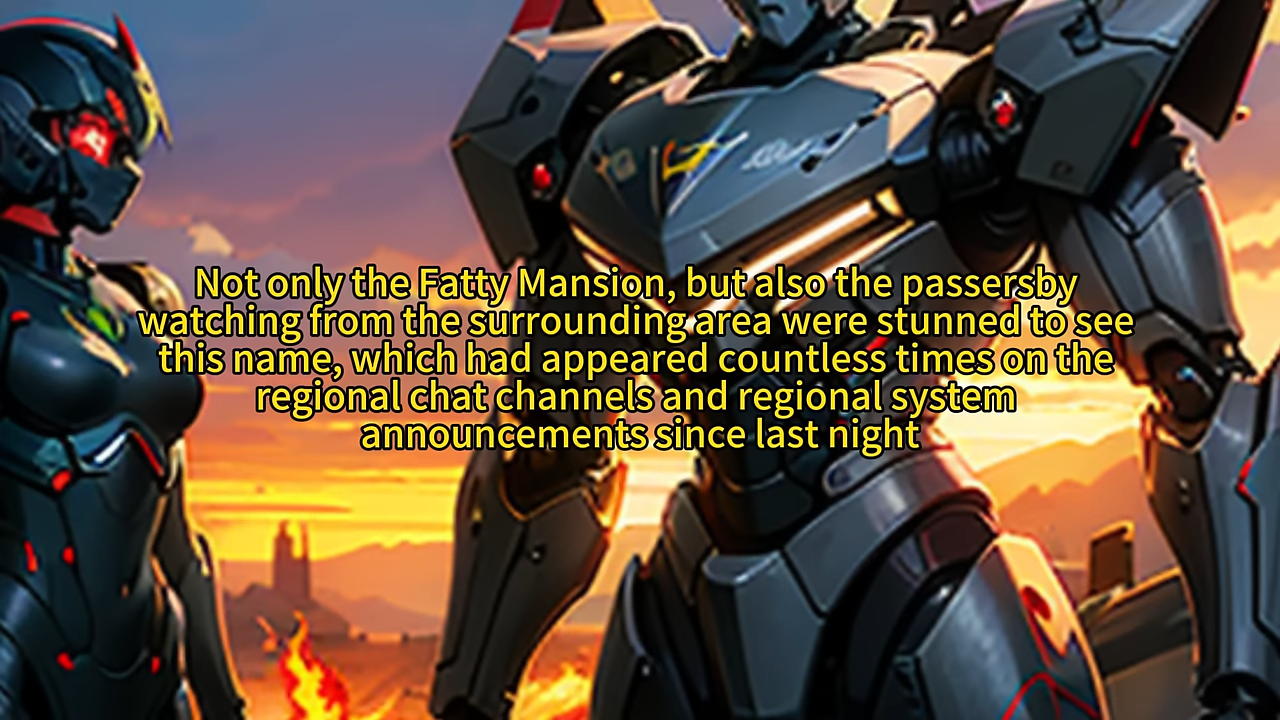 Not only the Fatty Mansion, but also the passersby
watching from the surrounding area were stunned to see
this name, which had appeared countless times on the
regional chat channels and regional system
announcements since last night